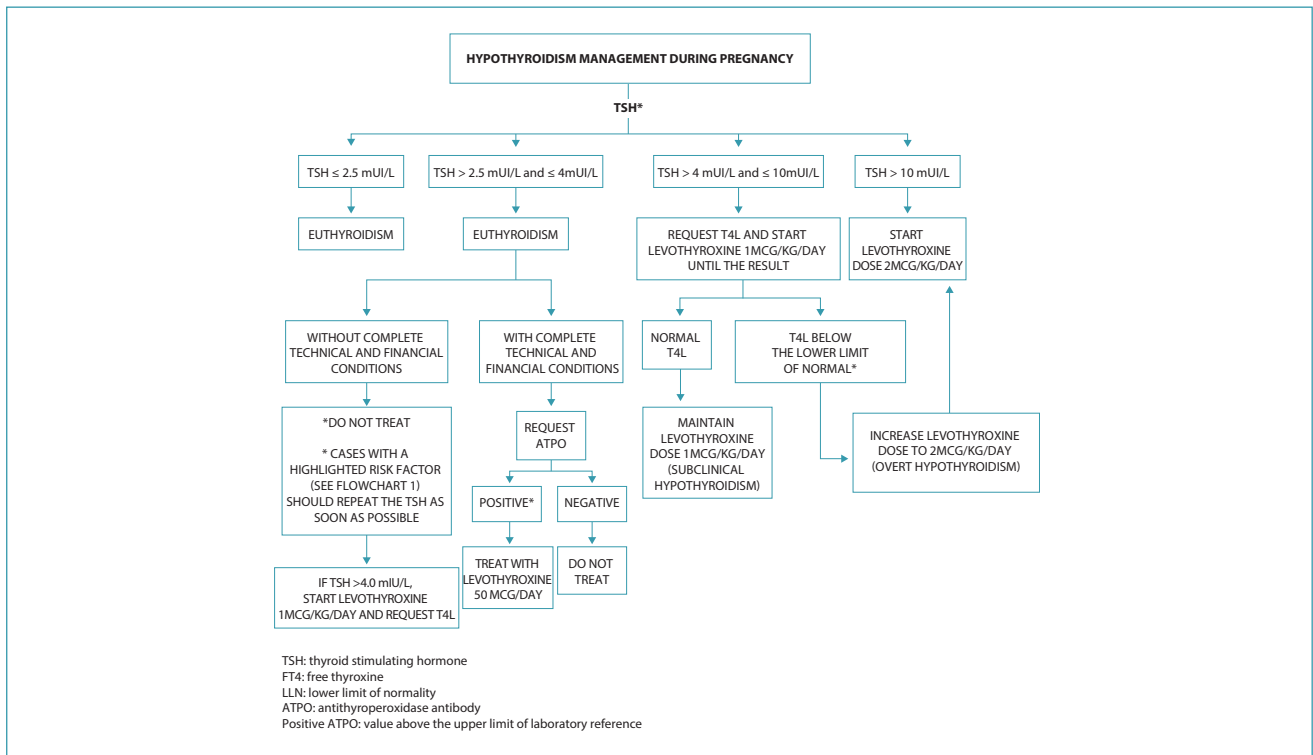 HYPOTHYROIDISM MANAGEMENT DURING PREGNANCY
TSH*
TSH ≤ 2.5 mUI/L
TSH > 2.5 mUI/L and ≤ 4mUI/L
TSH > 4 mUI/L and ≤ 10mUI/L
TSH > 10 mUI/L
EUTHYROIDISM
EUTHYROIDISM
REQUEST T4L AND START
LEVOTHYROXINE 1MCG/KG/DAY
UNTIL THE RESULT
START
LEVOTHYROXINE
DOSE 2MCG/KG/DAY
WITHOUT COMPLETE
TECHNICAL AND FINANCIAL
CONDITIONS
WITH COMPLETE
TECHNICAL AND
FINANCIAL CONDITIONS
NORMAL
T4L
T4L BELOW
THE LOWER LIMIT
OF NORMAL*
*DO NOT TREAT
* CASES WITH A
HIGHLIGHTED RISK FACTOR
(SEE FLOWCHART 1)
SHOULD REPEAT THE TSH AS
SOON AS POSSIBLE
REQUEST
ATPO
MAINTAIN
LEVOTHYROXINE
DOSE 1MCG/KG/DAY
(SUBCLINICAL
HYPOTHYROIDISM)
INCREASE LEVOTHYROXINE
DOSE TO 2MCG/KG/DAY
(OVERT HYPOTHYROIDISM)
POSITIVE*
NEGATIVE
IF TSH >4.0 mIU/L,
START LEVOTHYROXINE
1MCG/KG/DAY AND REQUEST T4L
TREAT WITH
LEVOTHYROXINE
50 MCG/DAY
DO NOT
TREAT
TSH: thyroid stimulating hormone
FT4: free thyroxine
LLN: lower limit of normality
ATPO: antithyroperoxidase antibody
Positive ATPO: value above the upper limit of laboratory reference